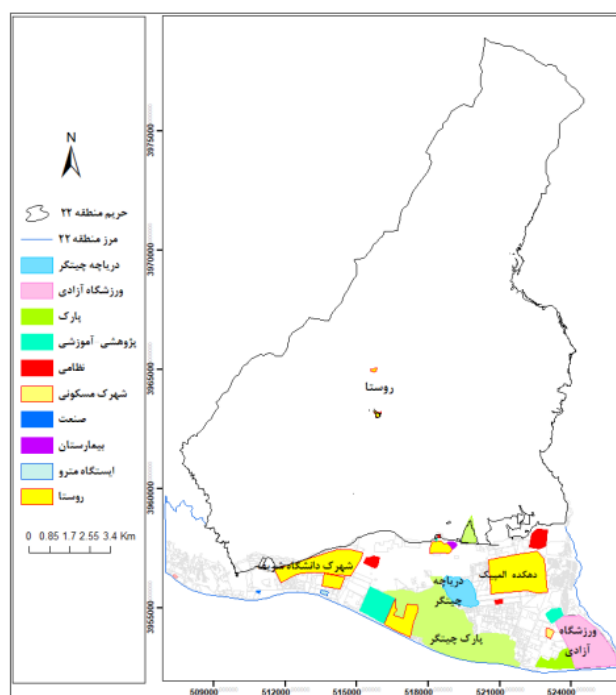 N
حریم منطقه ۲۲
مرز منطقه ۲۲
دریاچه چیتگر
ورزشگاه آزادی
پارک
پژوهشی -آموزشی
نظامی
شهرک مسکونی
صنعت
بیمارستان
ایستگاه مترو
روستا
0 0.85 1.7 2.55 3.4 Km
3975000
3970000
3965000
3960000
3955000
روستا
شهرک دانشگاه شریف
دریاچه
چیتگر
دهکده المپیک
پارک چیتگر
ورزشگاه
آزادی
509000 512000 515000 518000 521000 524000